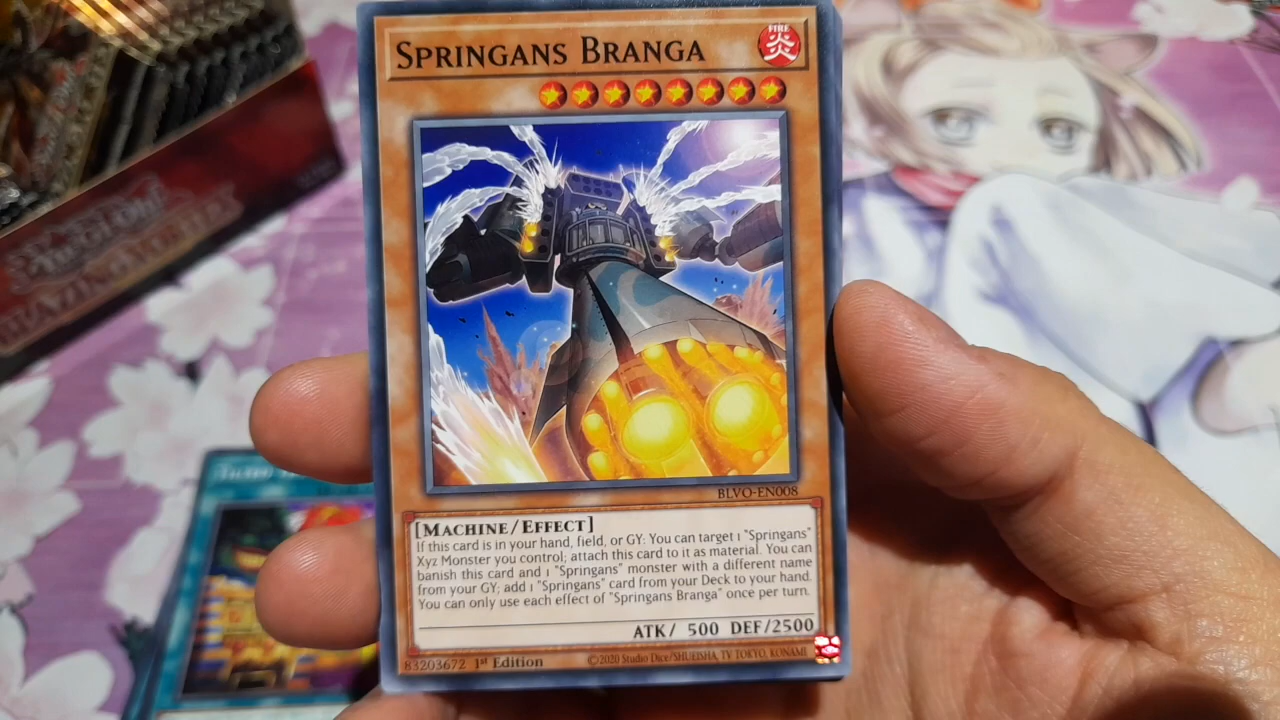 Springans Branga
FIRE
炎
BLVO-EN008
[Machine/Effect]
If this card is in your hand, field, or GY: You can target 1 "Springans"
Xyz Monster you control; attach this card to it as material. You can
banish this card and 1 "Springans" monster with a different name
from your GY; add 1 "Springans" card from your Deck to your hand.
You can only use each effect of "Springans Branga" once per turn.
ATK/ 500 DEF/2500
83203672 1st Edition ©2020 Studio Dice/SHUEISHA, TV TOKYO, KONAMI